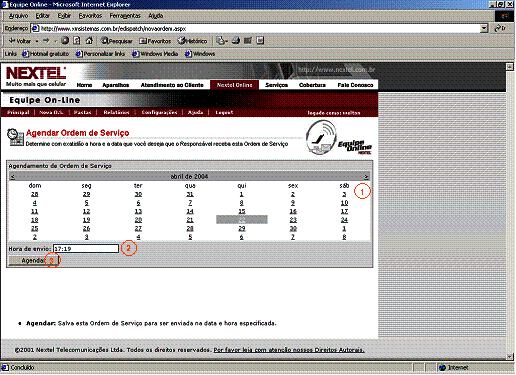 Equipe Online - Microsoft Internet Explorer
Arquivo Editar Exibir Favoritos Ferramentas Ajuda
Voltar Pesquisar Favoritos Histórico
Endereço http://www.xmsistemas.com.br/edispatch/novaordem.aspx Ir
Links Hotmail gratuito Personalizar links Windows Media Windows
NEXTEL http://www.nextel.com.br
Muito mais que celular Home Aparelhos Atendimento ao Cliente Nextel Online Serviços Cobertura Fale Conosco
Equipe On-Line
Principal | Nova O.S. | Pastas | Relatórios | Configurações | Ajuda | Logout logado como: welton
Agendar Ordem de Serviço
Determine com exatidão a hora e a data que você deseja que o Responsável receba esta Ordem de Serviço
Equipe Online
NEXTEL
Agendamento de Ordem de Serviço
< abril de 2004 >
dom seg ter qua qui sex sáb
28 29 30 31 1 2 3
4 5 6 7 8 9 10
11 12 13 14 15 16 17
18 19 20 21 23 24
25 26 27 28 29 30 1
2 3 4 5 6 7 8
1
Hora de envio: 17:19 2
Agendar
• Agendar: Salva esta Ordem de Serviço para ser enviada na data e hora especificada.
©2001 Nextel Telecomunicações Ltda. Todos os direitos reservados. Por favor leia com atenção nossos Direitos Autorais.
Concluído Internet